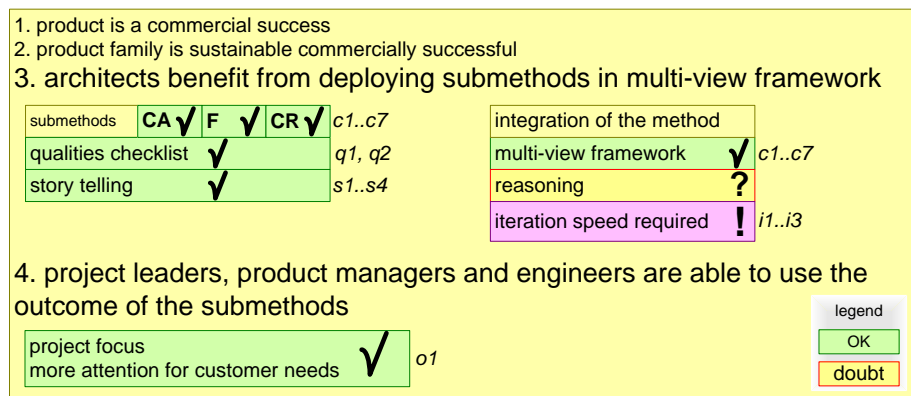 1. product is a commercial success
2. product family is sustainable commercially successful
3. architects benefit from deploying submethods in multi-view framework
submethods CA F CR c1..c7
qualities checklist q1, q2
story telling s1..s4
integration of the method
multi-view framework c1..c7
reasoning ?
iteration speed required ! i1..i3
4. project leaders, product managers and engineers are able to use the
outcome of the submethods
project focus
more attention for customer needs o1
legend
OK
doubt